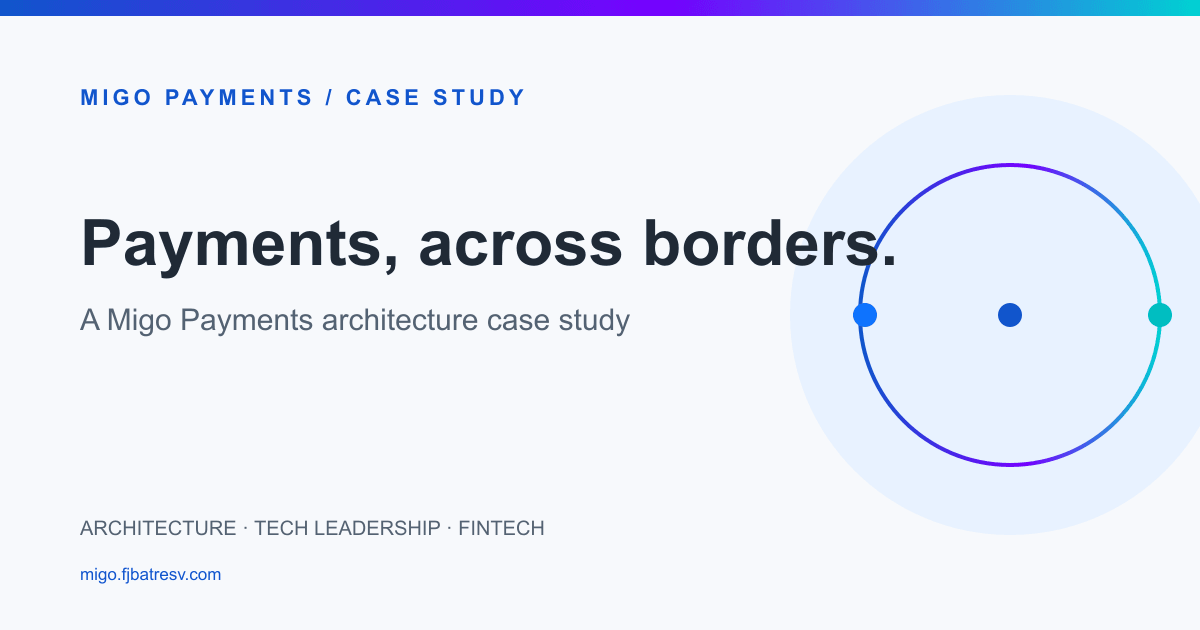 MIGO PAYMENTS / CASE STUDY
Payments, across borders.
A Migo Payments architecture case study
ARCHITECTURE · TECH LEADERSHIP · FINTECH
migo.fjbatresv.com